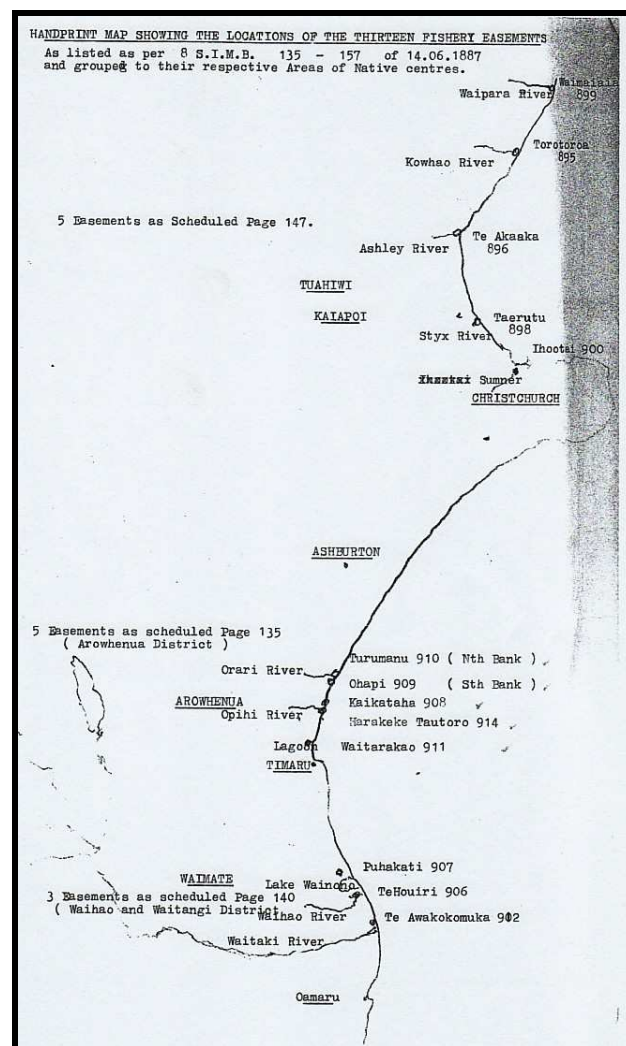 HANDPRINT MAP SHOWING THE LOCATIONS OF THE THIRTEEN FISHERY EASEMENTS
As listed as per 8 S.I.M.B. 135 - 157 of 14.06.1887
and grouped to their respective Areas of Native centres.
Waipara River
899
Torotoroa
895
Kowhao River
5 Easements as Scheduled Page 147.
Te Akaaka
896
Ashley River
TUAHIWI
KAIAPOI
Taerutu
898
Styx River
Ihootai 900
Sumner
CHRISTCHURCH
ASHBURTON
5 Easements as scheduled Page 135
( Arowhenua District )
Turumanu 910 ( Nth Bank )
Orari River
Ohapi 909 ( Sth Bank )
AROWHENUA
Kaikataha 908
Opihi River
Harakeke Tautoro 914
Lagoon
Waitarakao 911
TIMARU
Puhakati 907
WAIMATE
Lake Wainono
TeHouiri 906
3 Easements as scheduled Page 140
( Waihao and Waitangi District
Waihao River
Te Awakokomuka 902
Waitaki River
Oamaru